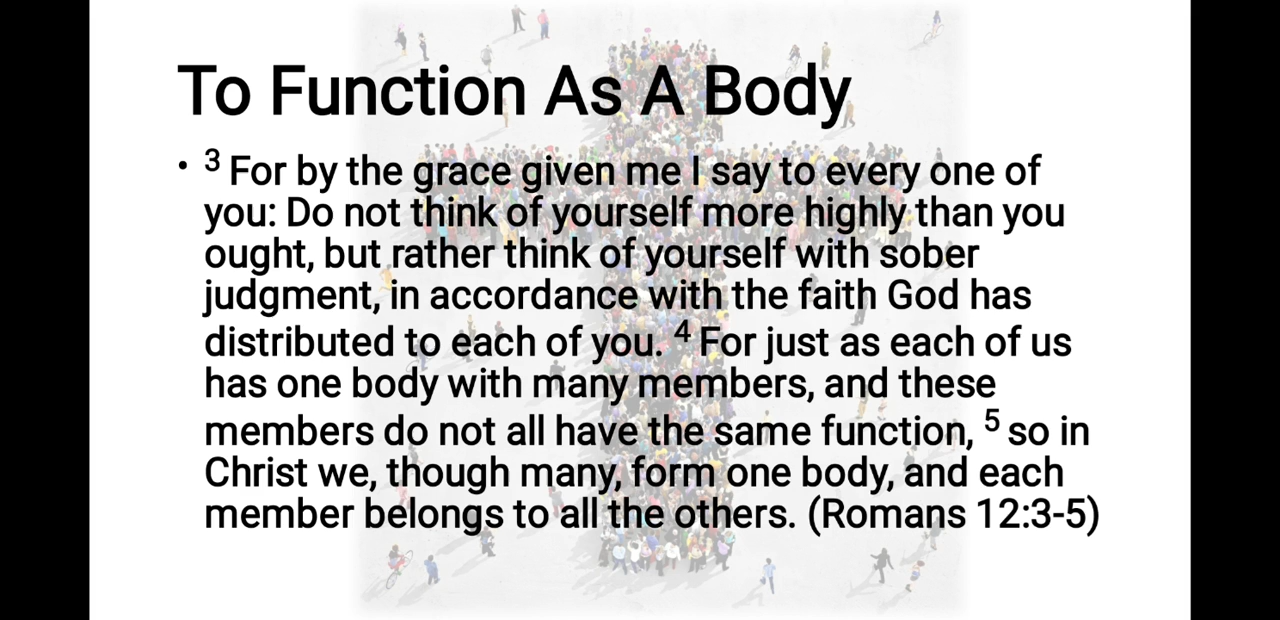 To Function As A Body
• ³ For by the grace given me I say to every one of
you: Do not think of yourself more highly than you
ought, but rather think of yourself with sober
judgment, in accordance with the faith God has
distributed to each of you. ⁴ For just as each of us
has one body with many members, and these
members do not all have the same function, ⁵ so in
Christ we, though many, form one body, and each
member belongs to all the others. (Romans 12:3-5)